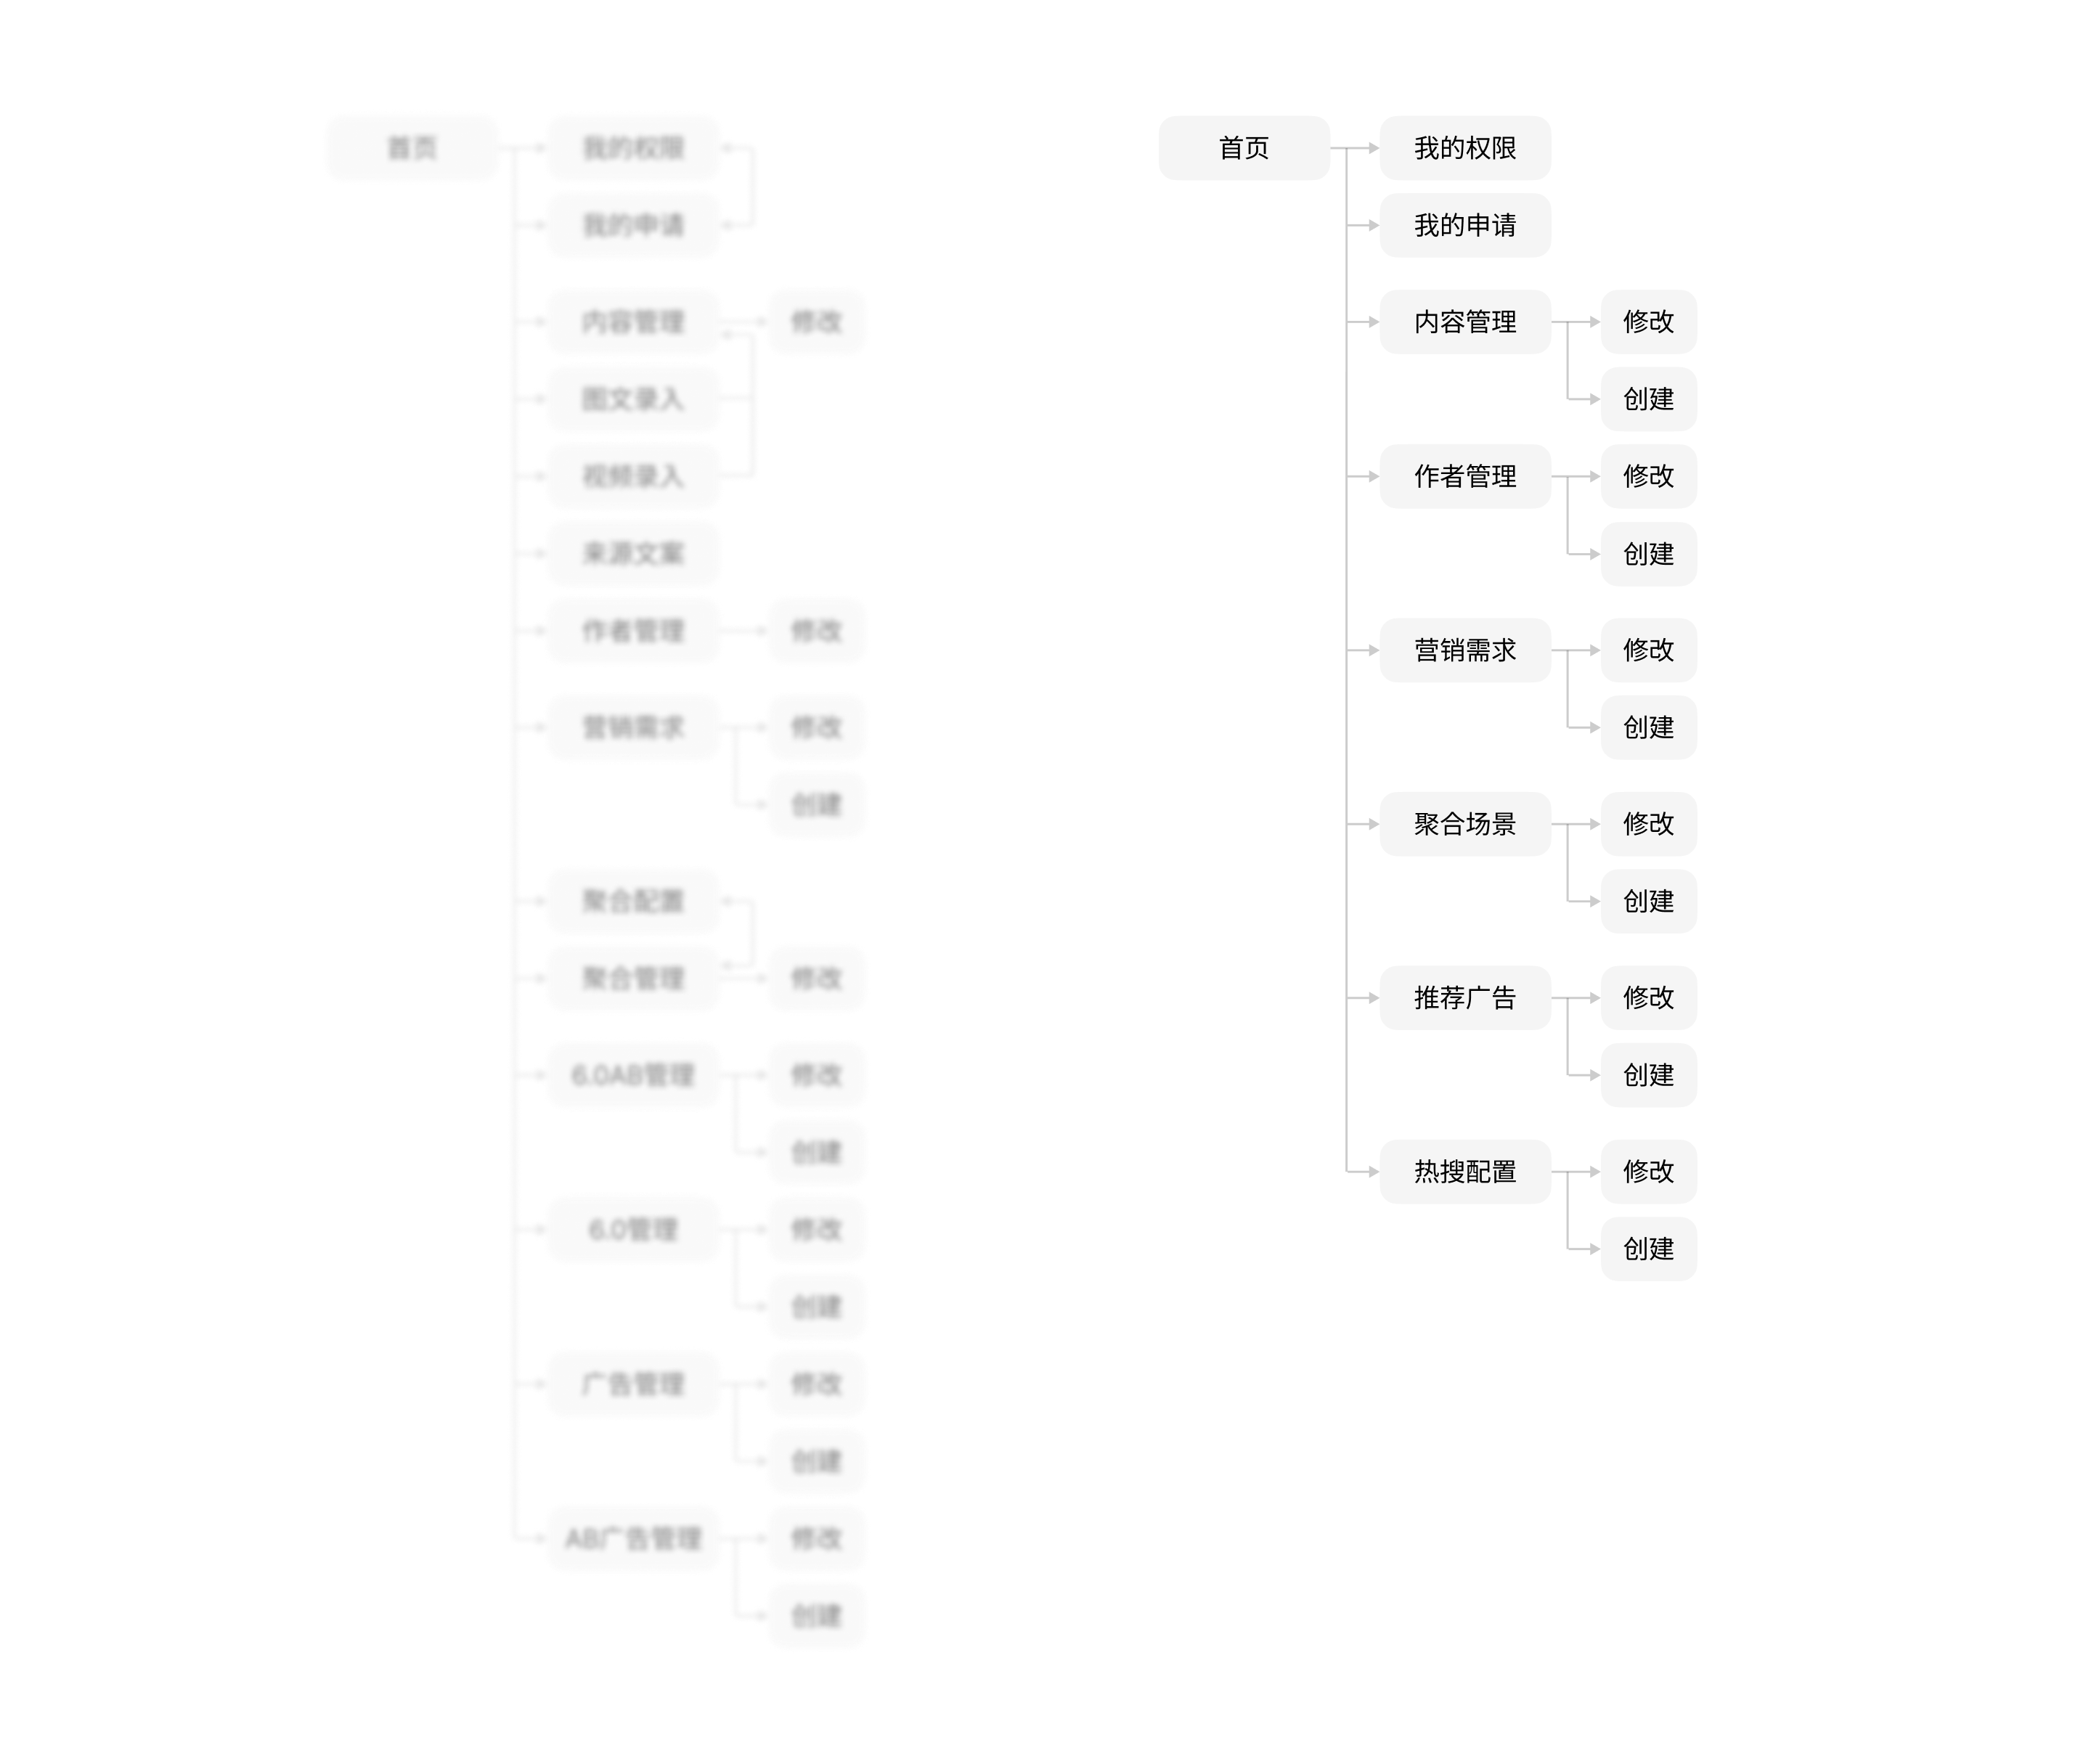 首页
我的权限
我的申请
内容管理
修改
图文录入
视频录入
来源文案
作者管理
修改
营销需求
修改
创建
聚合配置
聚合管理
修改
6.0AB管理
修改
创建
6.0管理
修改
创建
广告管理
修改
创建
AB广告管理
修改
创建
首页
我的权限
我的申请
内容管理
修改
创建
作者管理
修改
创建
营销需求
修改
创建
聚合场景
修改
创建
推荐广告
修改
创建
热搜配置
修改
创建